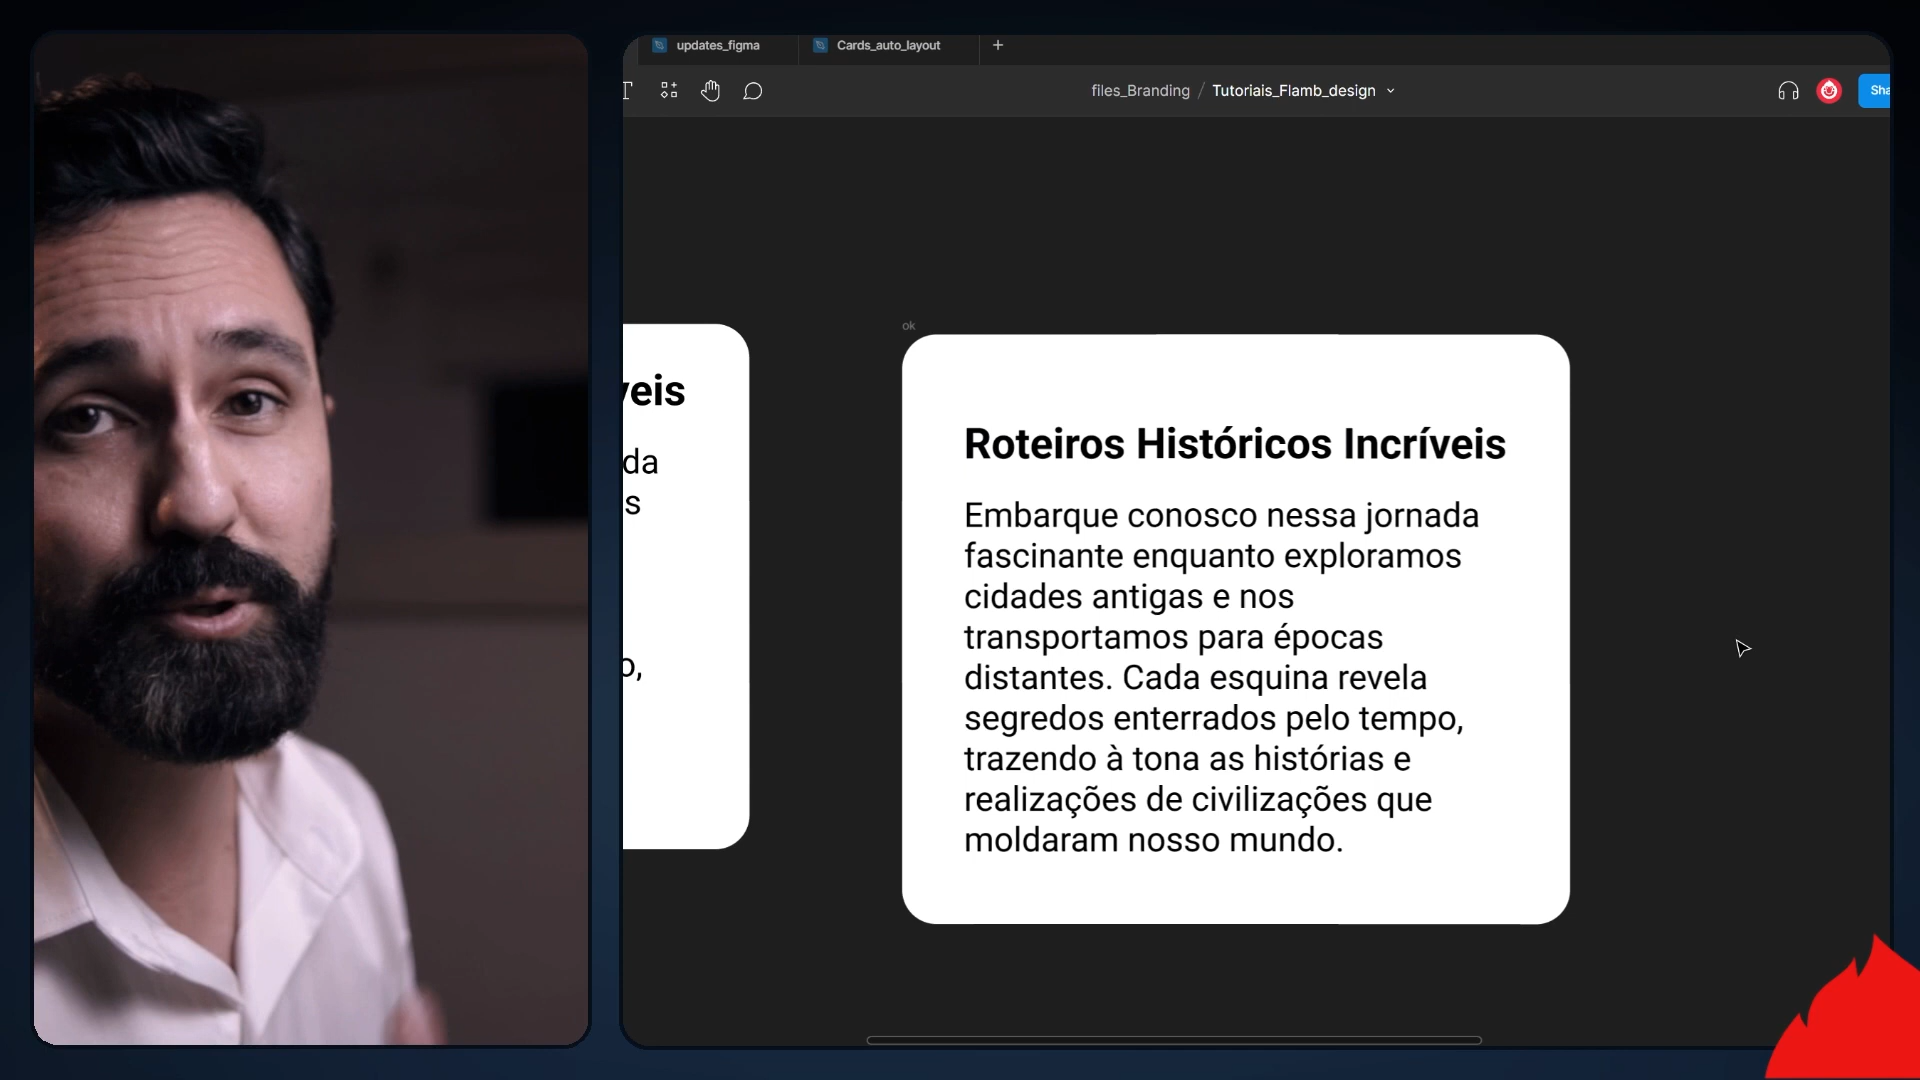 updates_figma
Cards_auto_layout
files_Branding / Tutoriais_Flamb_design
Sha
ok
veis
da
s
o,
Roteiros Históricos Incríveis
Embarque conosco nessa jornada
fascinante enquanto exploramos
cidades antigas e nos
transportamos para épocas
distantes. Cada esquina revela
segredos enterrados pelo tempo,
trazendo à tona as histórias e
realizações de civilizações que
moldaram nosso mundo.